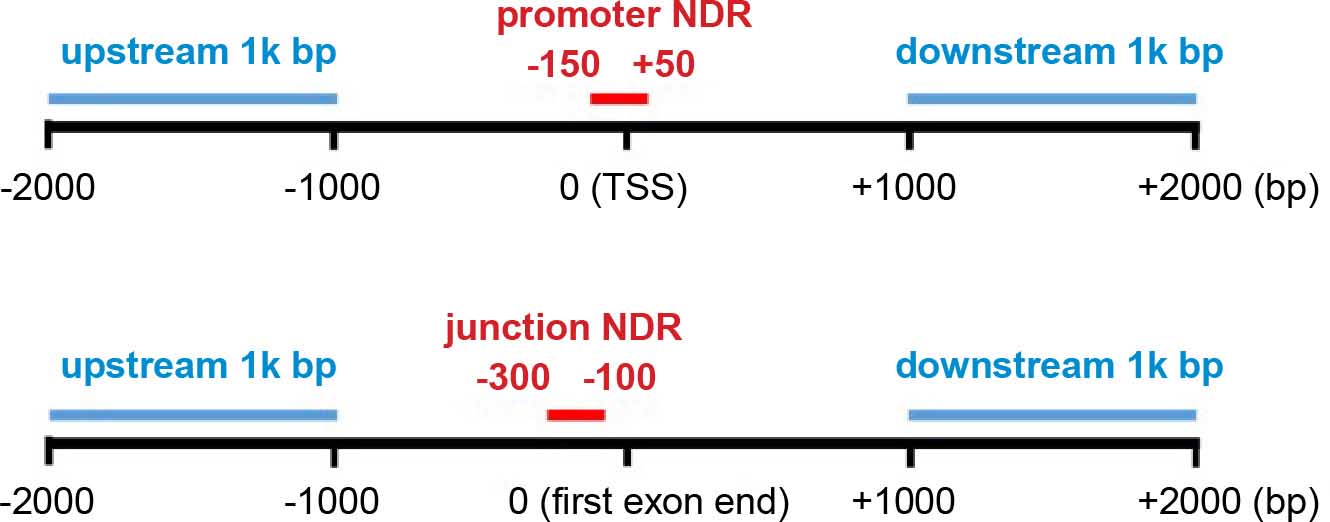 promoter NDR
upstream 1k bp
downstream 1k bp
-150 +50
-2000 -1000 0 (TSS) +1000 +2000 (bp)
junction NDR
upstream 1k bp
downstream 1k bp
-300 -100
-2000 -1000 0 (first exon end) +1000 +2000 (bp)